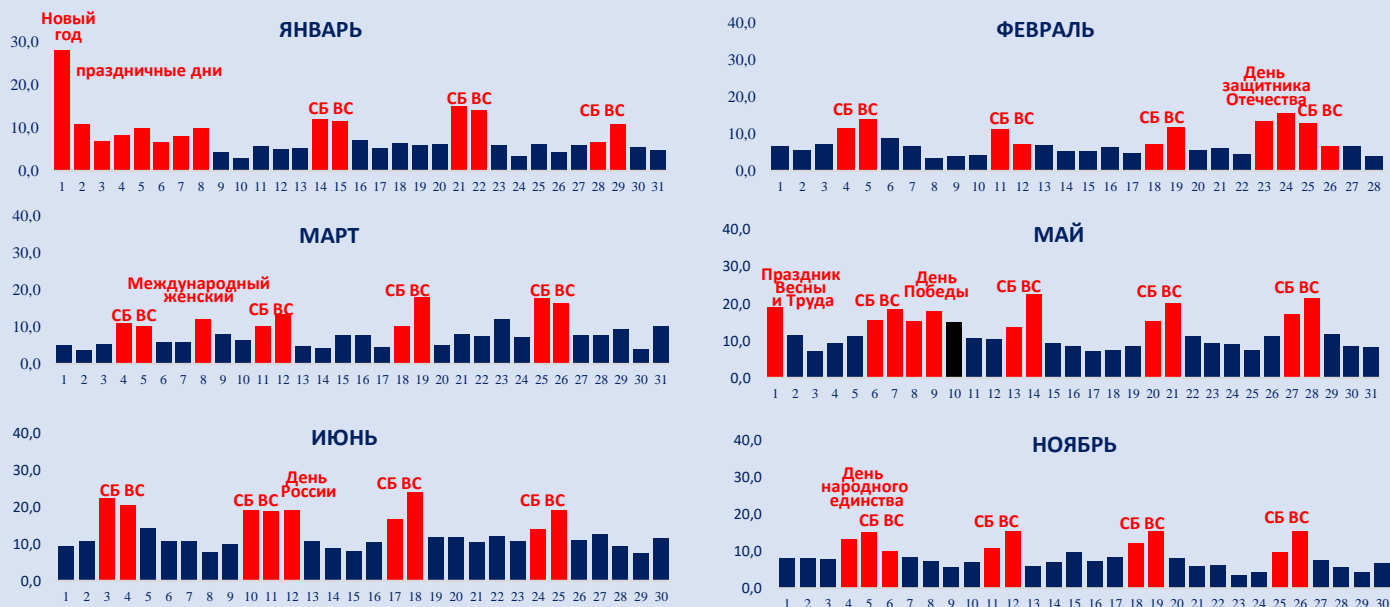 ЯНВАРЬ
Новый
год
праздничные дни
СБ ВС
СБ ВС
СБ ВС
30,0
20,0
10,0
0,0
1 2 3 4 5 6 7 8 9 10 11 12 13 14 15 16 17 18 19 20 21 22 23 24 25 26 27 28 29 30 31
ФЕВРАЛЬ
День
защитника
Отечества
СБ ВС
СБ ВС
СБ ВС
СБ ВС
40,0
30,0
20,0
10,0
0,0
1 2 3 4 5 6 7 8 9 10 11 12 13 14 15 16 17 18 19 20 21 22 23 24 25 26 27 28
МАРТ
Международный
женский
СБ ВС
СБ ВС
СБ ВС
СБ ВС
40,0
30,0
20,0
10,0
0,0
1 2 3 4 5 6 7 8 9 10 11 12 13 14 15 16 17 18 19 20 21 22 23 24 25 26 27 28 29 30 31
МАЙ
Праздник
Весны
и Труда
СБ ВС
День
Победы
СБ ВС
СБ ВС
СБ ВС
40,0
30,0
20,0
10,0
0,0
1 2 3 4 5 6 7 8 9 10 11 12 13 14 15 16 17 18 19 20 21 22 23 24 25 26 27 28 29 30 31
ИЮНЬ
СБ ВС
СБ ВС
День
России
СБ ВС
СБ ВС
40,0
30,0
20,0
10,0
0,0
1 2 3 4 5 6 7 8 9 10 11 12 13 14 15 16 17 18 19 20 21 22 23 24 25 26 27 28 29 30
НОЯБРЬ
День
народного
единства
СБ ВС
СБ ВС
СБ ВС
СБ ВС
40,0
30,0
20,0
10,0
0,0
1 2 3 4 5 6 7 8 9 10 11 12 13 14 15 16 17 18 19 20 21 22 23 24 25 26 27 28 29 30